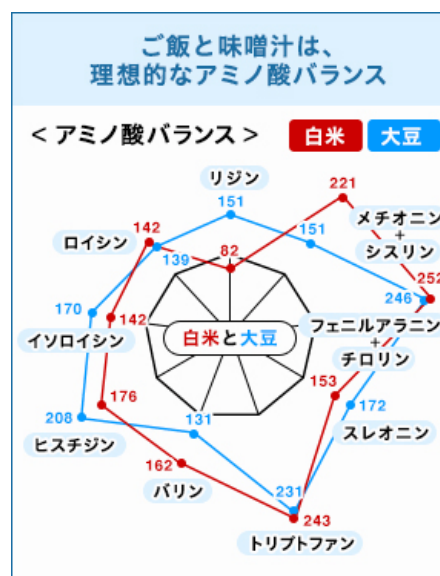 ご飯と味噌汁は、
理想的なアミノ酸バランス
＜アミノ酸バランス＞
白米
大豆
リジン
151
82
221
151
メチオニン
+
シスリン
252
246
フェニルアラニン
+
チロリン
153
172
スレオニン
231
243
トリプトファン
131
162
バリン
176
208
ヒスチジン
142
170
イソロイシン
142
139
ロイシン
白米と大豆